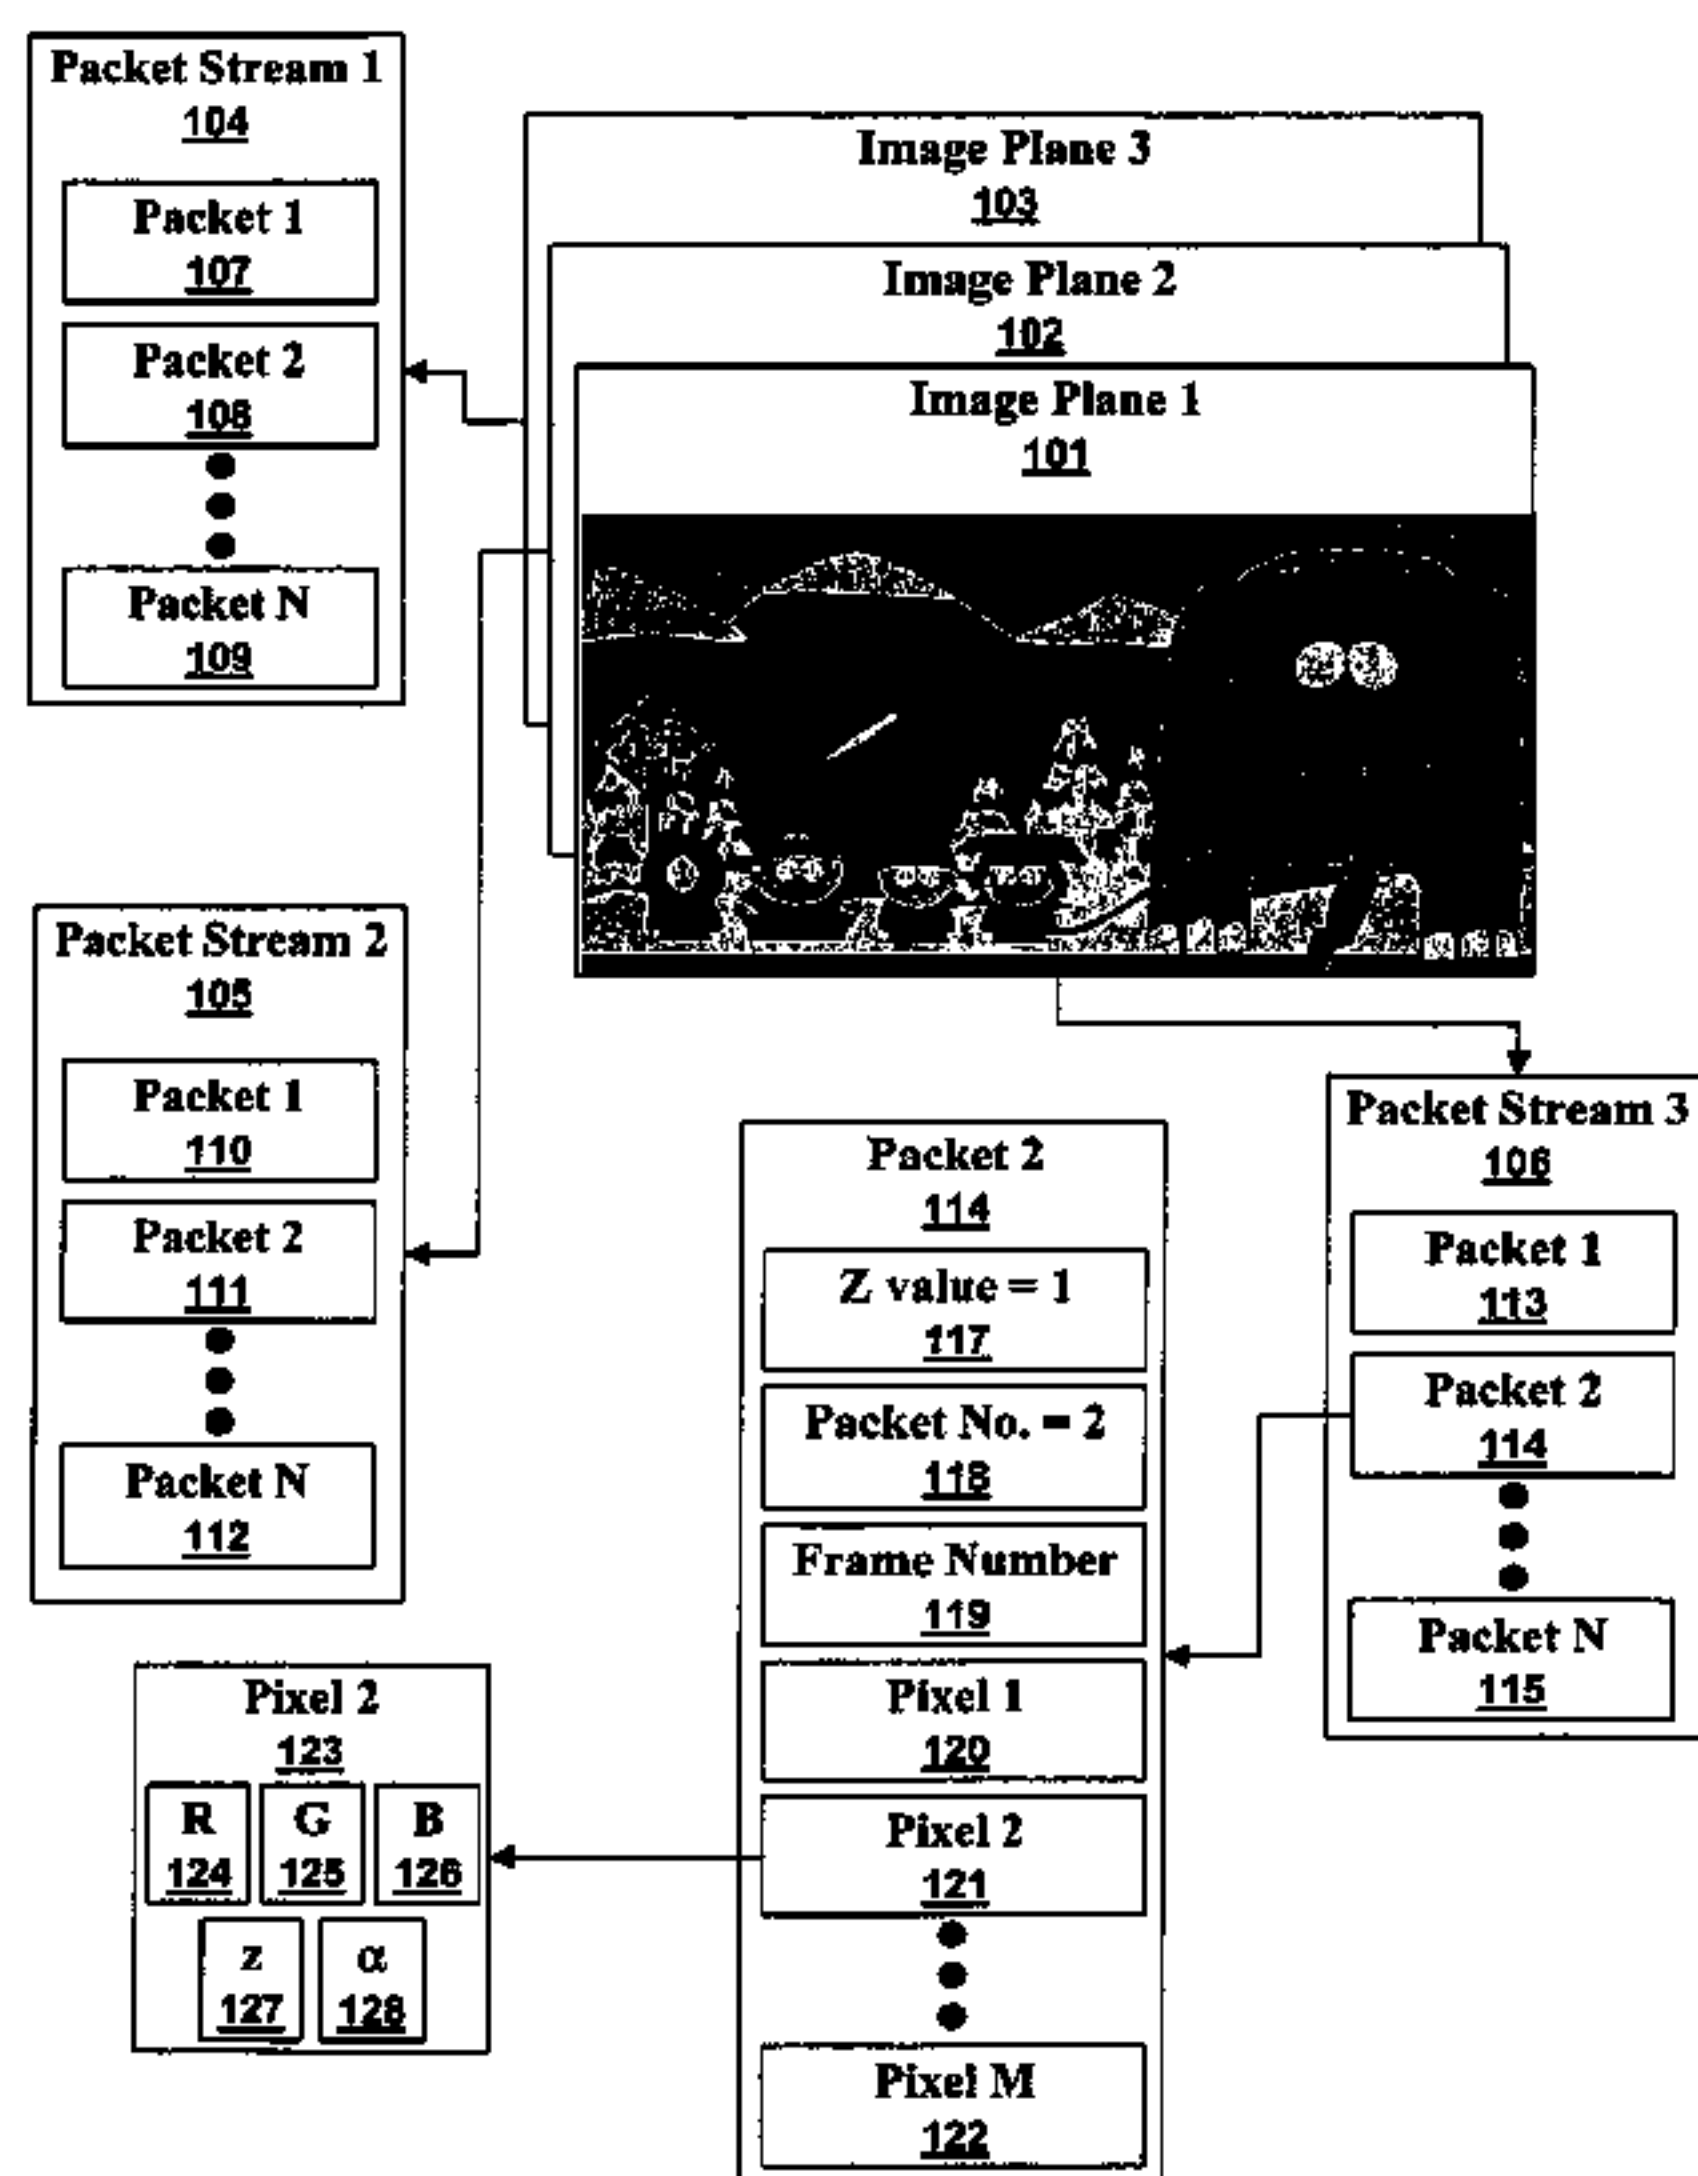 Packet Stream 1
104
Packet 1
107
Packet 2
108
Packet N
109
Image Plane 3
103
Image Plane 2
102
Image Plane 1
101
Packet Stream 2
105
Packet 1
110
Packet 2
111
Packet N
112
Packet Stream 3
106
Packet 1
113
Packet 2
114
Packet N
115
Packet 2
114
Z value = 1
117
Packet No. = 2
118
Frame Number
119
Pixel 1
120
Pixel 2
121
Pixel M
122
Pixel 2
123
R
124
G
125
B
126
z
127
α
128